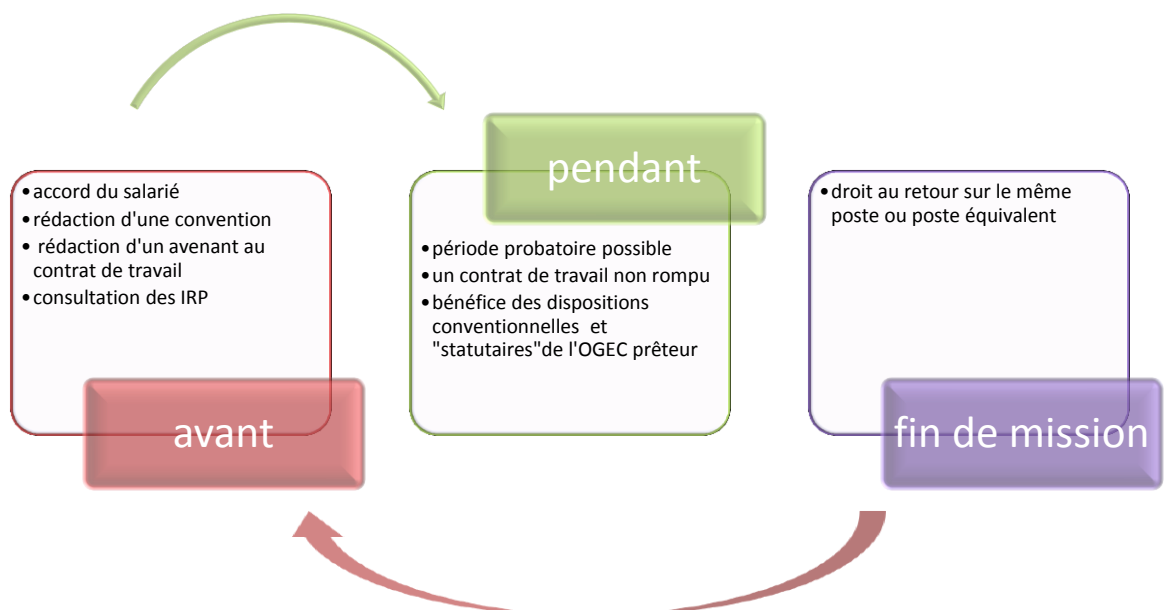 • accord du salarié
• rédaction d'une convention
• rédaction d'un avenant au
contrat de travail
• consultation des IRP
avant
pendant
• période probatoire possible
• un contrat de travail non rompu
• bénéfice des dispositions
conventionnelles et
"statutaires"de l'OGEC prêteur
• droit au retour sur le même
poste ou poste équivalent
fin de mission